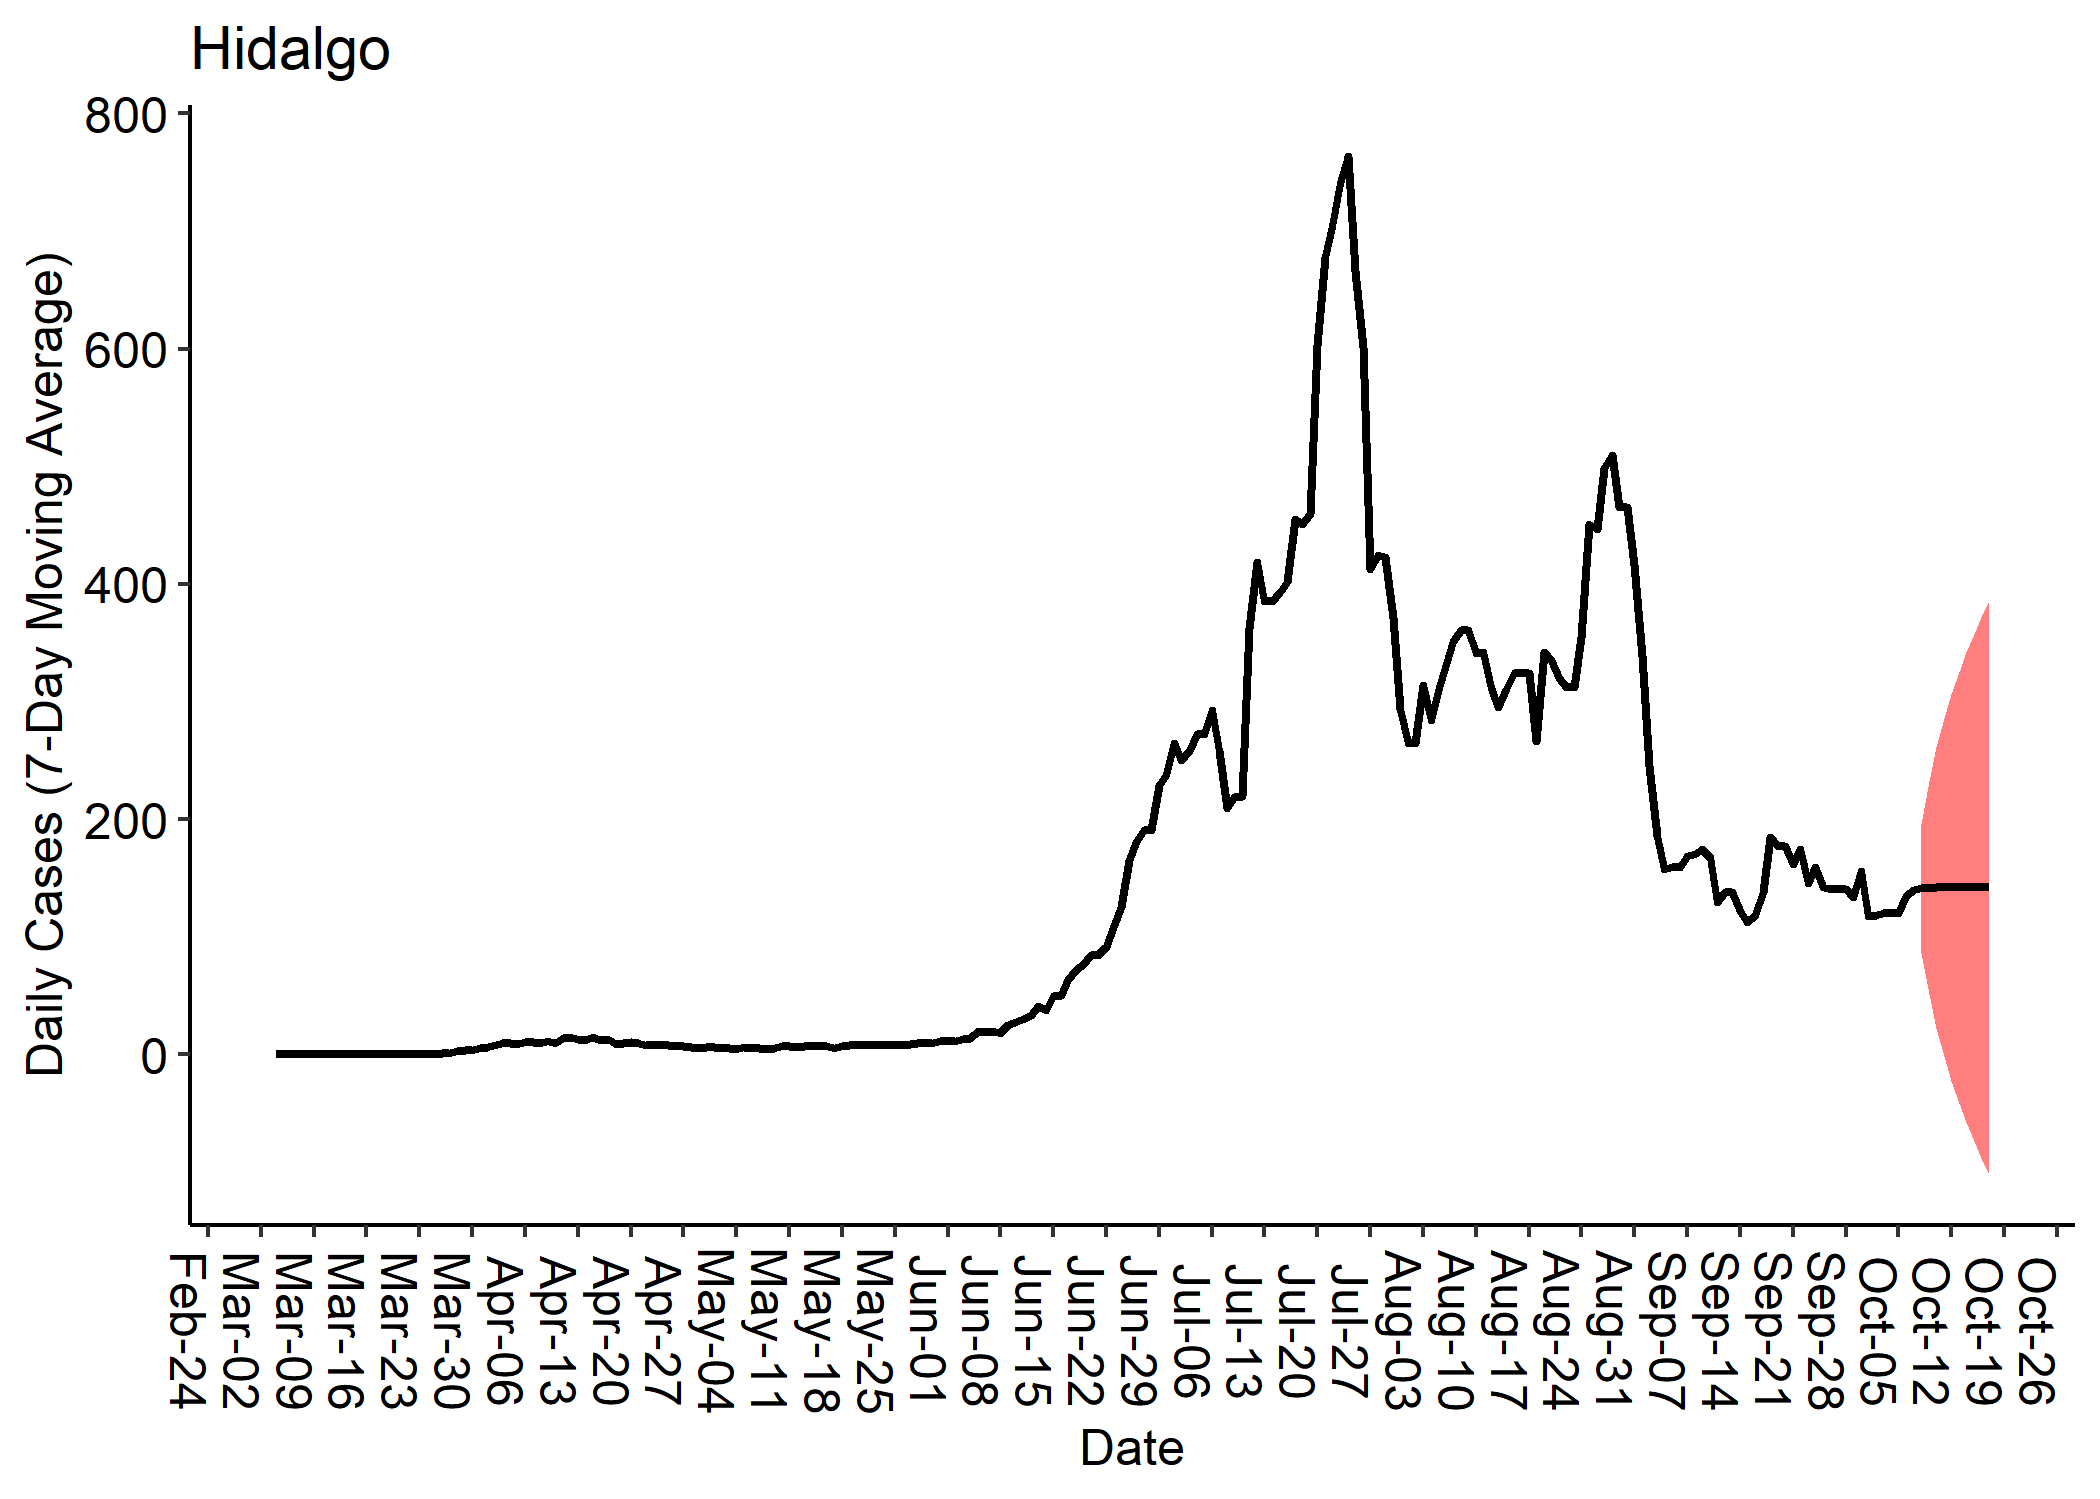 Hidalgo
Daily Cases (7-Day Moving Average)
800
600
400
200
0
Feb-24
Mar-02
Mar-09
Mar-16
Mar-23
Mar-30
Apr-06
Apr-13
Apr-20
Apr-27
May-04
May-11
May-18
May-25
Jun-01
Jun-08
Jun-15
Jun-22
Jun-29
Jul-06
Jul-13
Jul-20
Jul-27
Aug-03
Aug-10
Aug-17
Aug-24
Aug-31
Sep-07
Sep-14
Sep-21
Sep-28
Oct-05
Oct-12
Oct-19
Oct-26
Date